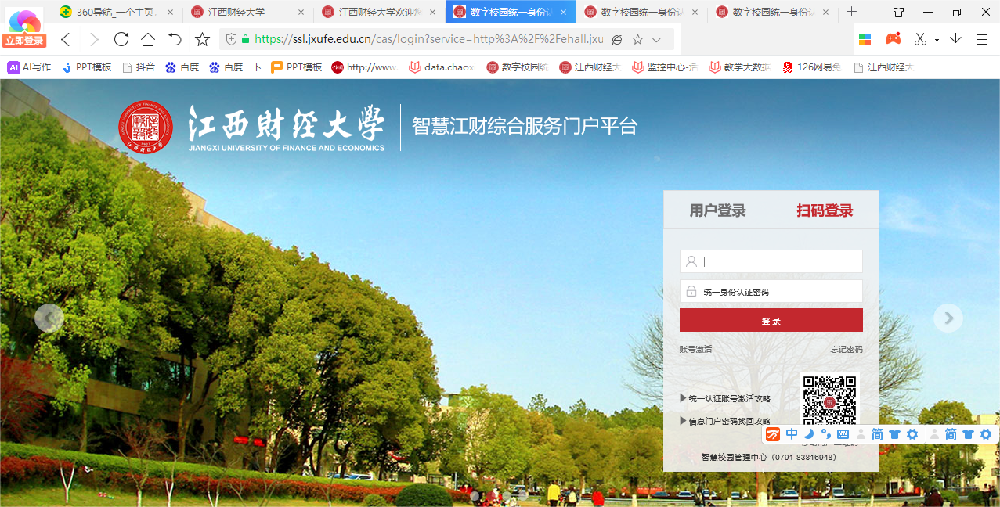 立即登录
360导航_一个主页
江西财经大学
江西财经大学欢迎您
数字校园统一身份认
数字校园统一身份认
数字校园统一身份认
https://ssl.jxufe.edu.cn/cas/login?service=http%3A%2F%2Fehall.jxu
Ai AI写作
PPT模板
抖音
百度
百度一下
PPT模板
http://www.
data.chaoxi
数字校园统
江西财经大
监控中心-活
教学大数据
126网易免
江西财经大
江西财经大学
JIANGXI UNIVERSITY OF FINANCE AND ECONOMICS
智慧江财综合服务门户平台
用户登录
扫码登录
统一身份认证密码
登 录
账号激活
忘记密码
统一认证账号激活攻略
信息门户密码找回攻略
中
简
简
智慧校园管理中心（0791-83816948）